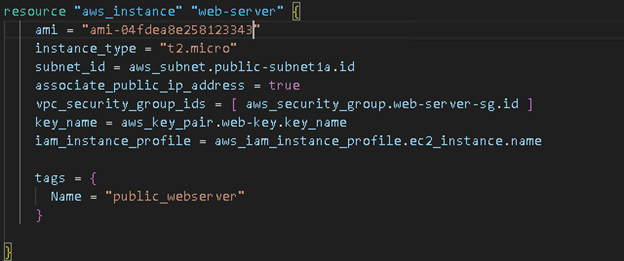 resource "aws_instance" "web-server" {
ami = "ami-04fdea8e258123343"
instance_type = "t2.micro"
subnet_id = aws_subnet.public-subnet1a.id
associate_public_ip_address = true
vpc_security_group_ids = [ aws_security_group.web-server-sg.id ]
key_name = aws_key_pair.web-key.key_name
iam_instance_profile = aws_iam_instance_profile.ec2_instance.name
tags = {
Name = "public_webserver"
}
}